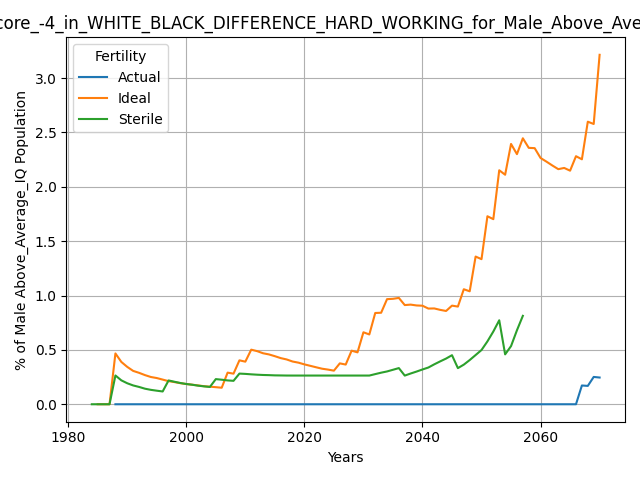 core_-4_in_WHITE_BLACK_DIFFERENCE_HARD_WORKING_for_Male_Above_Ave
Fertility
Actual
Ideal
Sterile
% of Male Above_Average_IQ Population
3.0
2.5
2.0
1.5
1.0
0.5
0.0
1980
2000
2020
2040
2060
Years